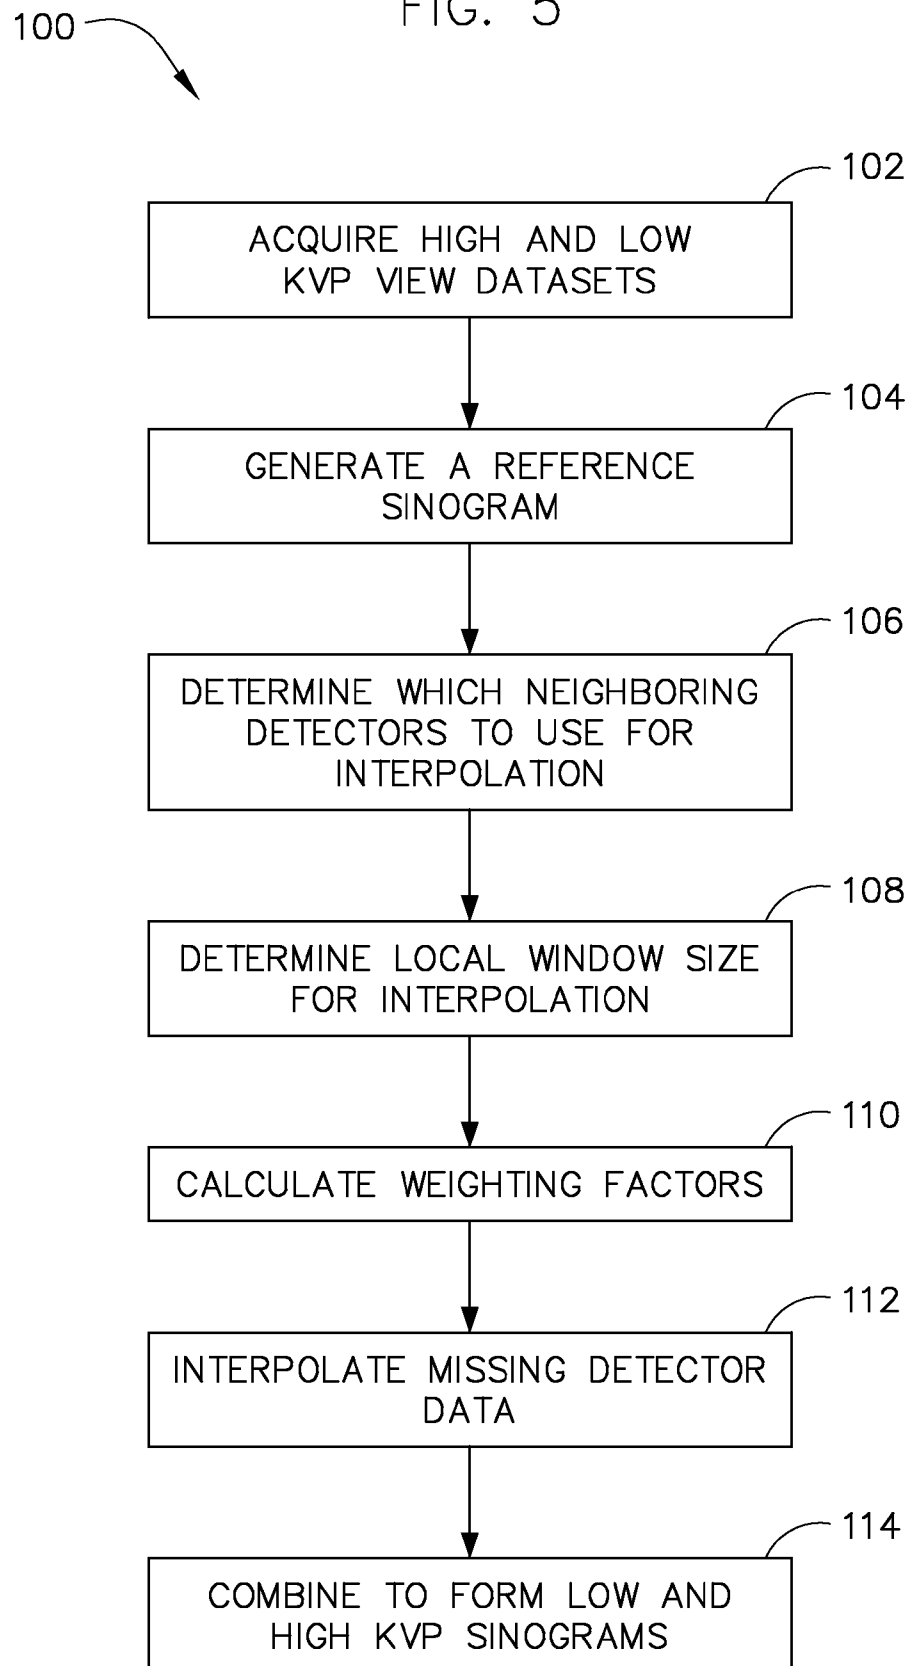 FIG. 5
100
102
ACQUIRE HIGH AND LOW
KVP VIEW DATASETS
104
GENERATE A REFERENCE
SINOGRAM
106
DETERMINE WHICH NEIGHBORING
DETECTORS TO USE FOR
INTERPOLATION
108
DETERMINE LOCAL WINDOW SIZE
FOR INTERPOLATION
110
CALCULATE WEIGHTING FACTORS
112
INTERPOLATE MISSING DETECTOR
DATA
114
COMBINE TO FORM LOW AND
HIGH KVP SINOGRAMS